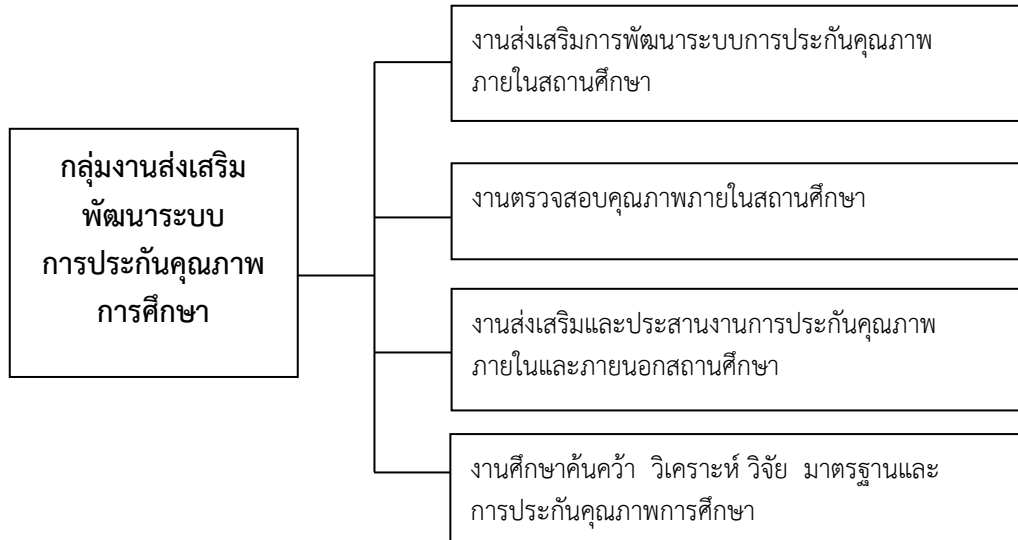 กลุ่มงานส่งเสริม
พัฒนาระบบ
การประกันคุณภาพ
การศึกษา
งานส่งเสริมการพัฒนาระบบการประกันคุณภาพ
ภายในสถานศึกษา
งานตรวจสอบคุณภาพภายในสถานศึกษา
งานส่งเสริมและประสานงานการประกันคุณภาพ
ภายในและภายนอกสถานศึกษา
งานศึกษาค้นคว้า วิเคราะห์ วิจัย มาตรฐานและ
การประกันคุณภาพการศึกษา